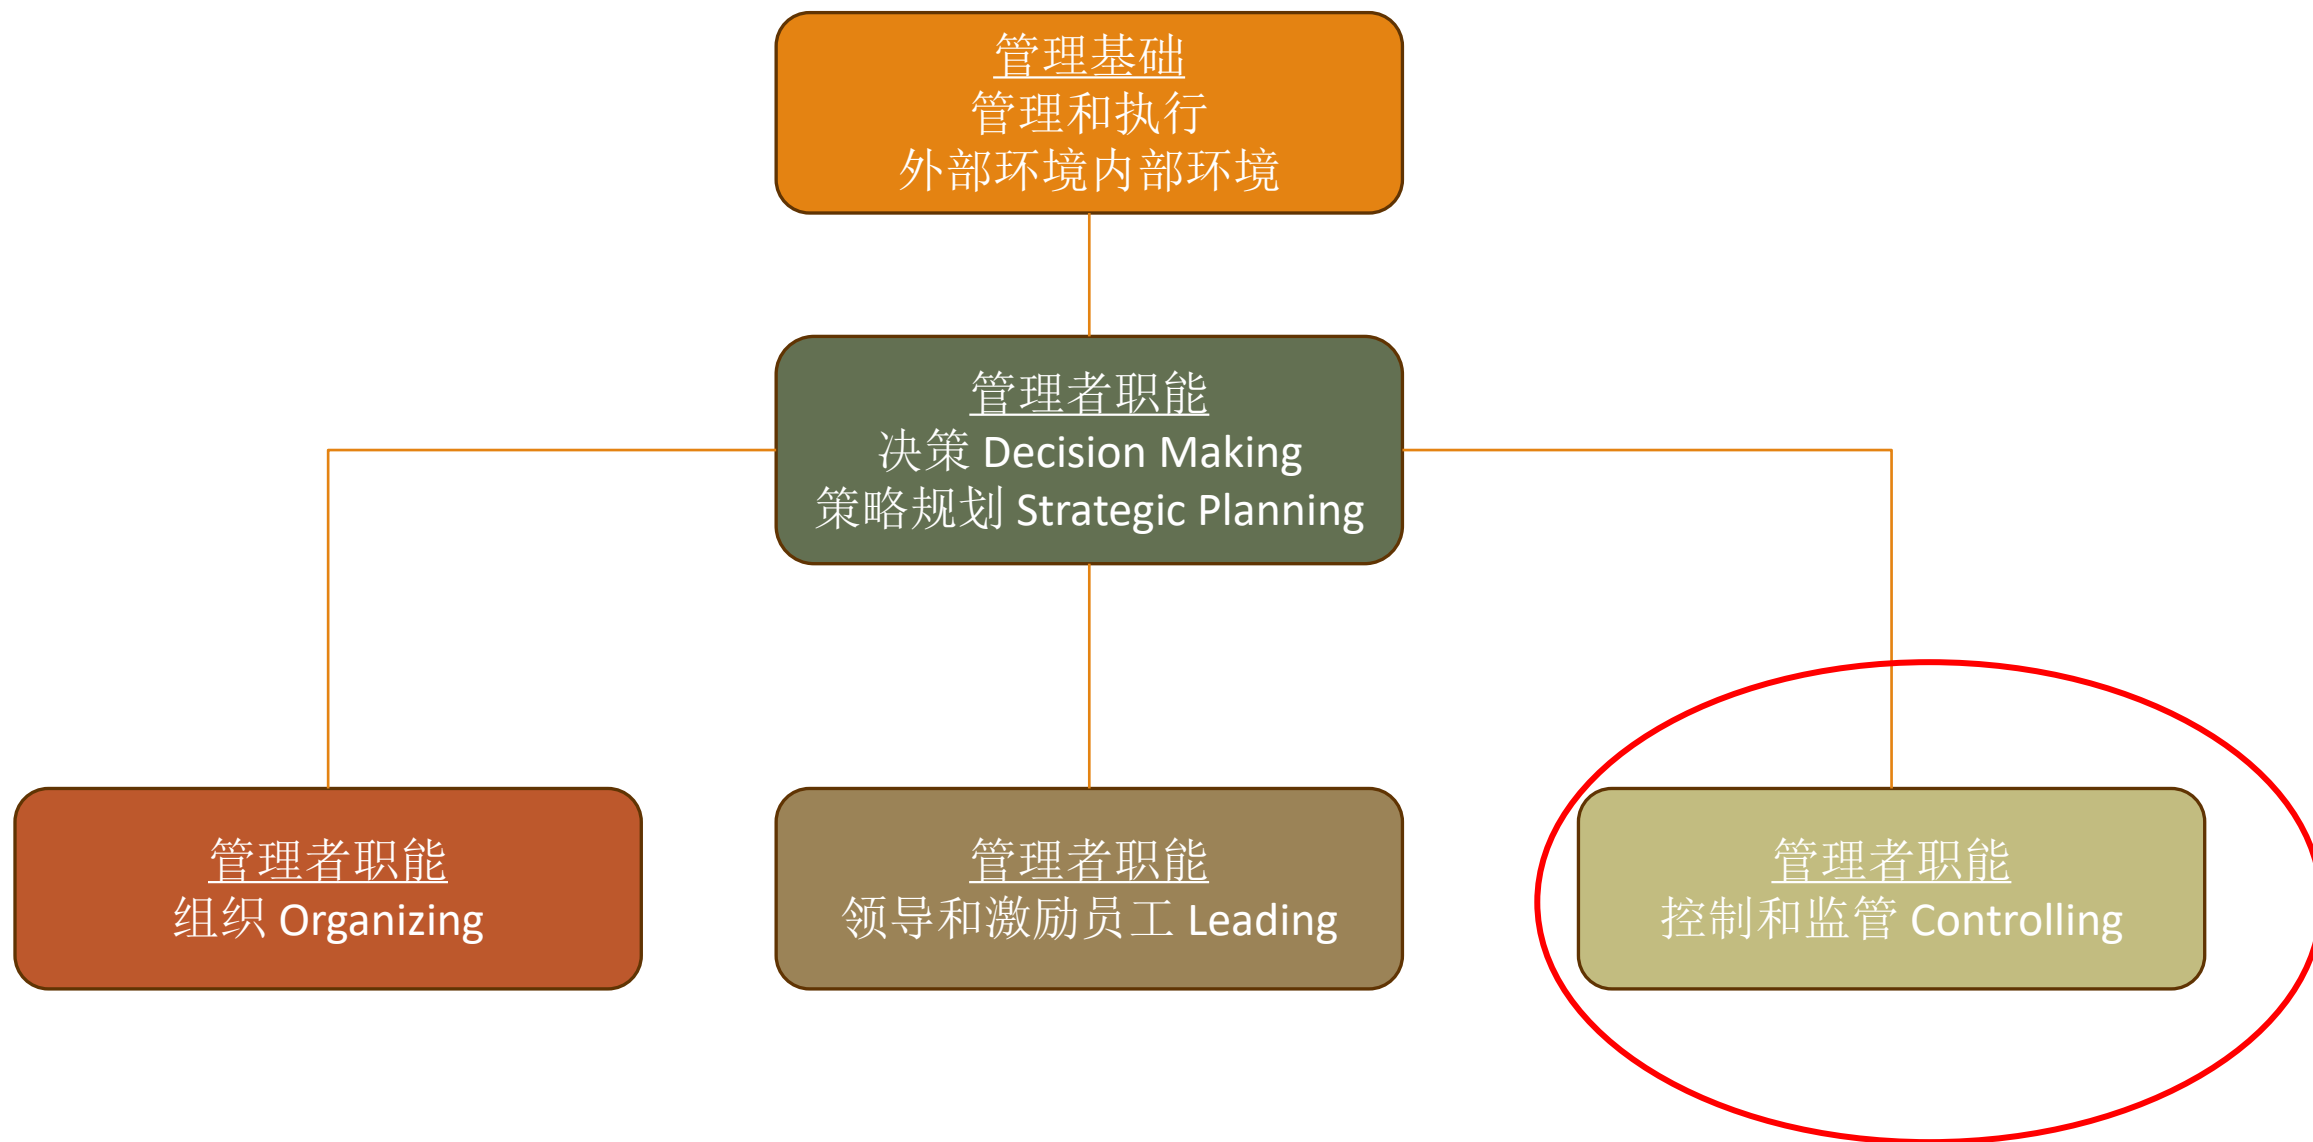 管理基础
管理和执行
外部环境内部环境
管理者职能
决策 Decision Making
策略规划 Strategic Planning
管理者职能
组织 Organizing
管理者职能
领导和激励员工 Leading
管理者职能
控制和监管 Controlling